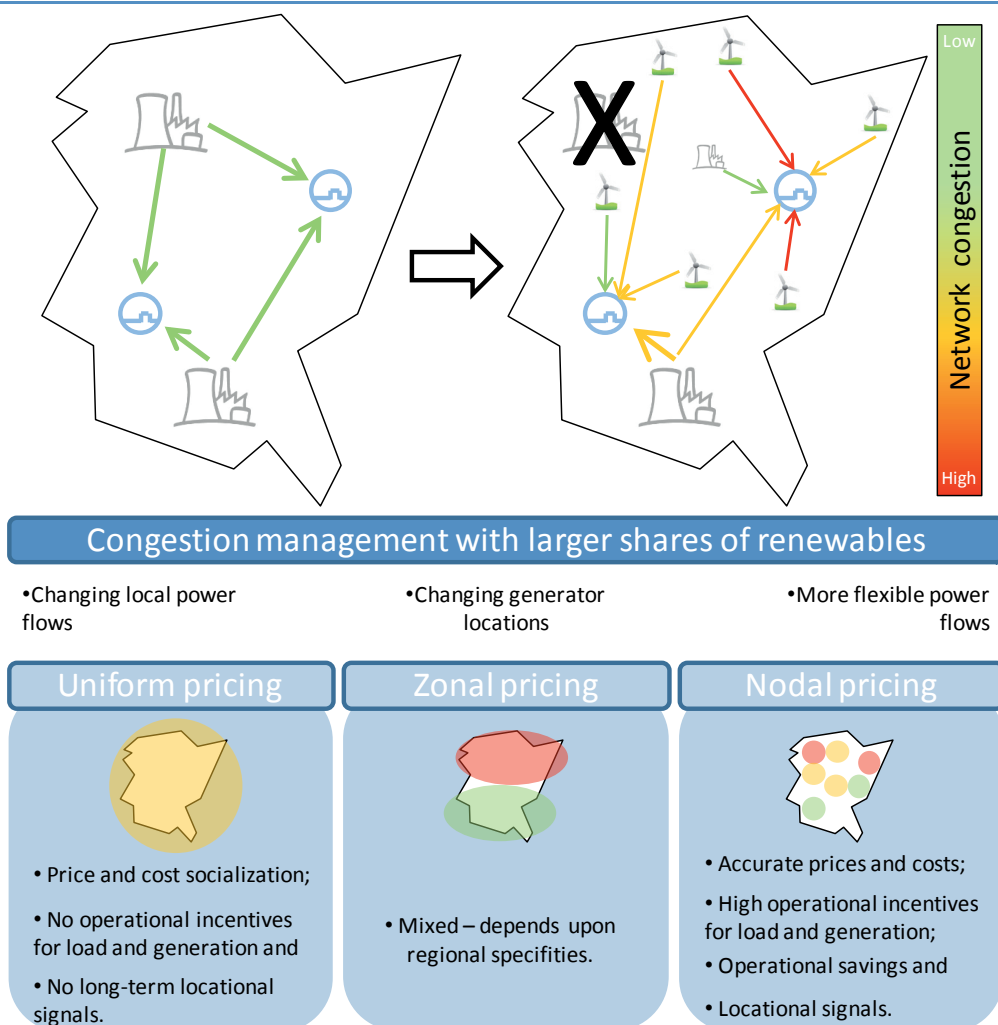 Low
Network congestion
High
X
Congestion management with larger shares of renewables
•Changing local power
flows
•Changing generator
locations
•More flexible power
flows
Uniform pricing
• Price and cost socialization;
• No operational incentives
for load and generation and
• No long-term locational
signals.
Zonal pricing
• Mixed – depends upon
regional specifities.
Nodal pricing
• Accurate prices and costs;
• High operational incentives
for load and generation;
• Operational savings and
• Locational signals.